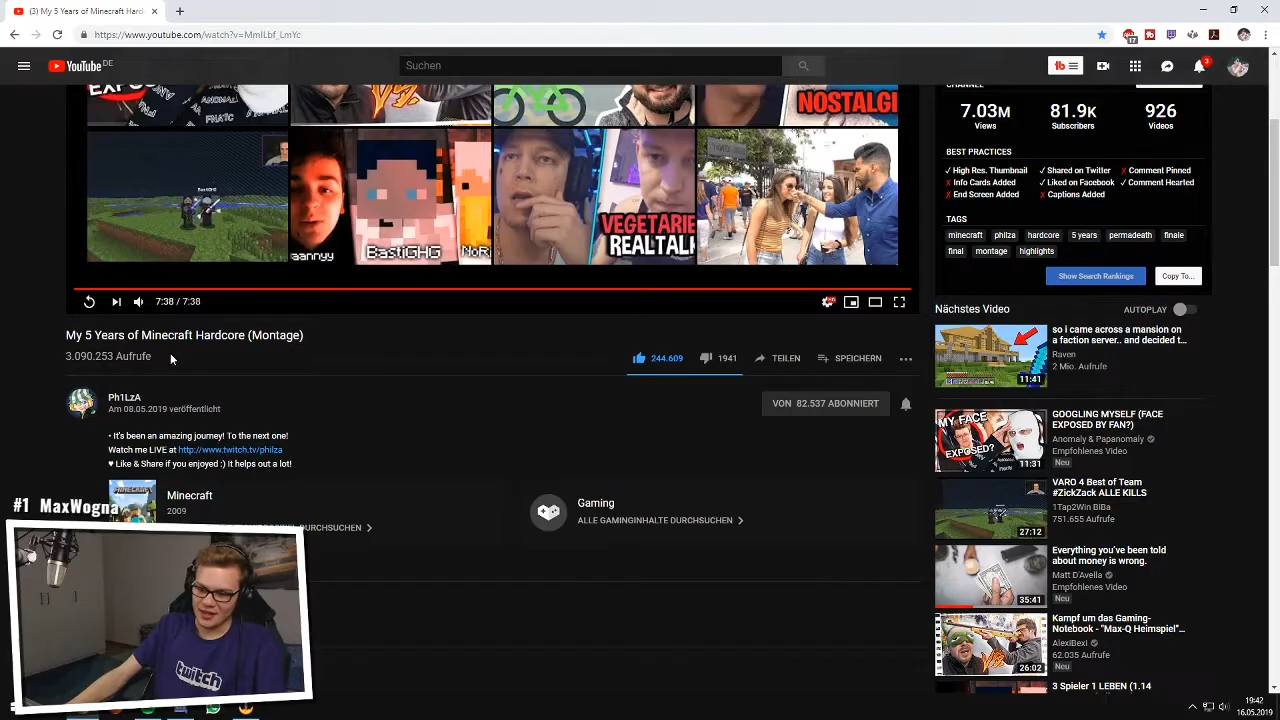 (3) My 5 Years of Minecraft Hard
https://www.youtube.com/watch?v=MmILbf_LmYc
17
YouTube DE
Suchen
3
NOSTALGI
CHANNEL
7.03M
81.9K
926
Views
Subscribers
Videos
BEST PRACTICES
✓ High Res. Thumbnail ✓ Shared on Twitter ✗ Comment Pinned
✗ Info Cards Added ✓ Liked on Facebook ✓ Comment Hearted
✗ End Screen Added ✗ Captions Added
TAGS
minecraft philza hardcore 5 years permadeath finale
final montage highlights
Show Search Rankings Copy To...
BastiGHG
aannyy
BastiGHG
NoR
VEGETARIE
REALTAL
7:38 / 7:38
My 5 Years of Minecraft Hardcore (Montage)
3.090.253 Aufrufe
244.609
1941
TEILEN
SPEICHERN
Ph1LzA
Am 08.05.2019 veröffentlicht
VON 82.537 ABONNIERT
• It's been an amazing journey! To the next one!
Watch me LIVE at http://www.twitch.tv/philza
♥ Like & Share if you enjoyed :) It helps out a lot!
MINECRAFT
Minecraft
2009
DURCHSUCHEN
Gaming
ALLE GAMINGINHALTE DURCHSUCHEN
#1 MaxWogna
twitch
Nächstes Video
AUTOPLAY
11:41
so i came across a mansion on
a faction server.. and decided t...
Raven
2 Mio. Aufrufe
MY FACE
EXPOSED?
11:31
GOOGLING MYSELF (FACE
EXPOSED BY FAN?)
Anomaly & Papanomaly
Empfohlenes Video
Neu
27:12
VARO 4 Best of Team
#ZickZack ALLE KILLS
1Tap2Win BiBa
751.655 Aufrufe
35:41
Everything you've been told
about money is wrong.
Matt D'Avella
Empfohlenes Video
Neu
VS
26:02
Kampf um das Gaming-
Notebook - "Max-Q Heimspiel"...
AlexiBexi
62.035 Aufrufe
Neu
3 Spieler 1 LEBEN (1.14
19:42
16.05.2019